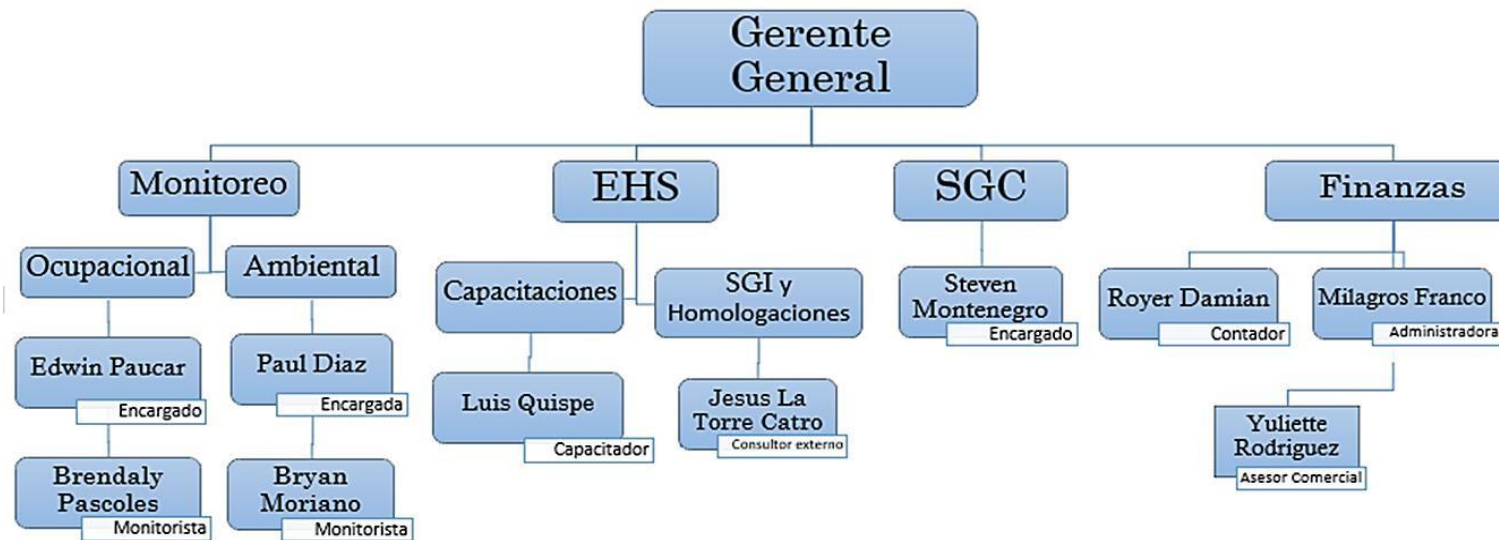 Gerente
General
Monitoreo
EHS
SGC
Finanzas
Ocupacional
Ambiental
Capacitaciones
SGI y
Homologaciones
Steven
Montenegro
Encargado
Royer Damian
Contador
Milagros Franco
Administradora
Edwin Paucar
Encargado
Paul Diaz
Encargada
Luis Quispe
Capacitador
Jesus La
Torre Catro
Consultor externo
Yuliette
Rodriguez
Asesor Comercial
Brendaly
Pascoles
Monitorista
Bryan
Moriano
Monitorista